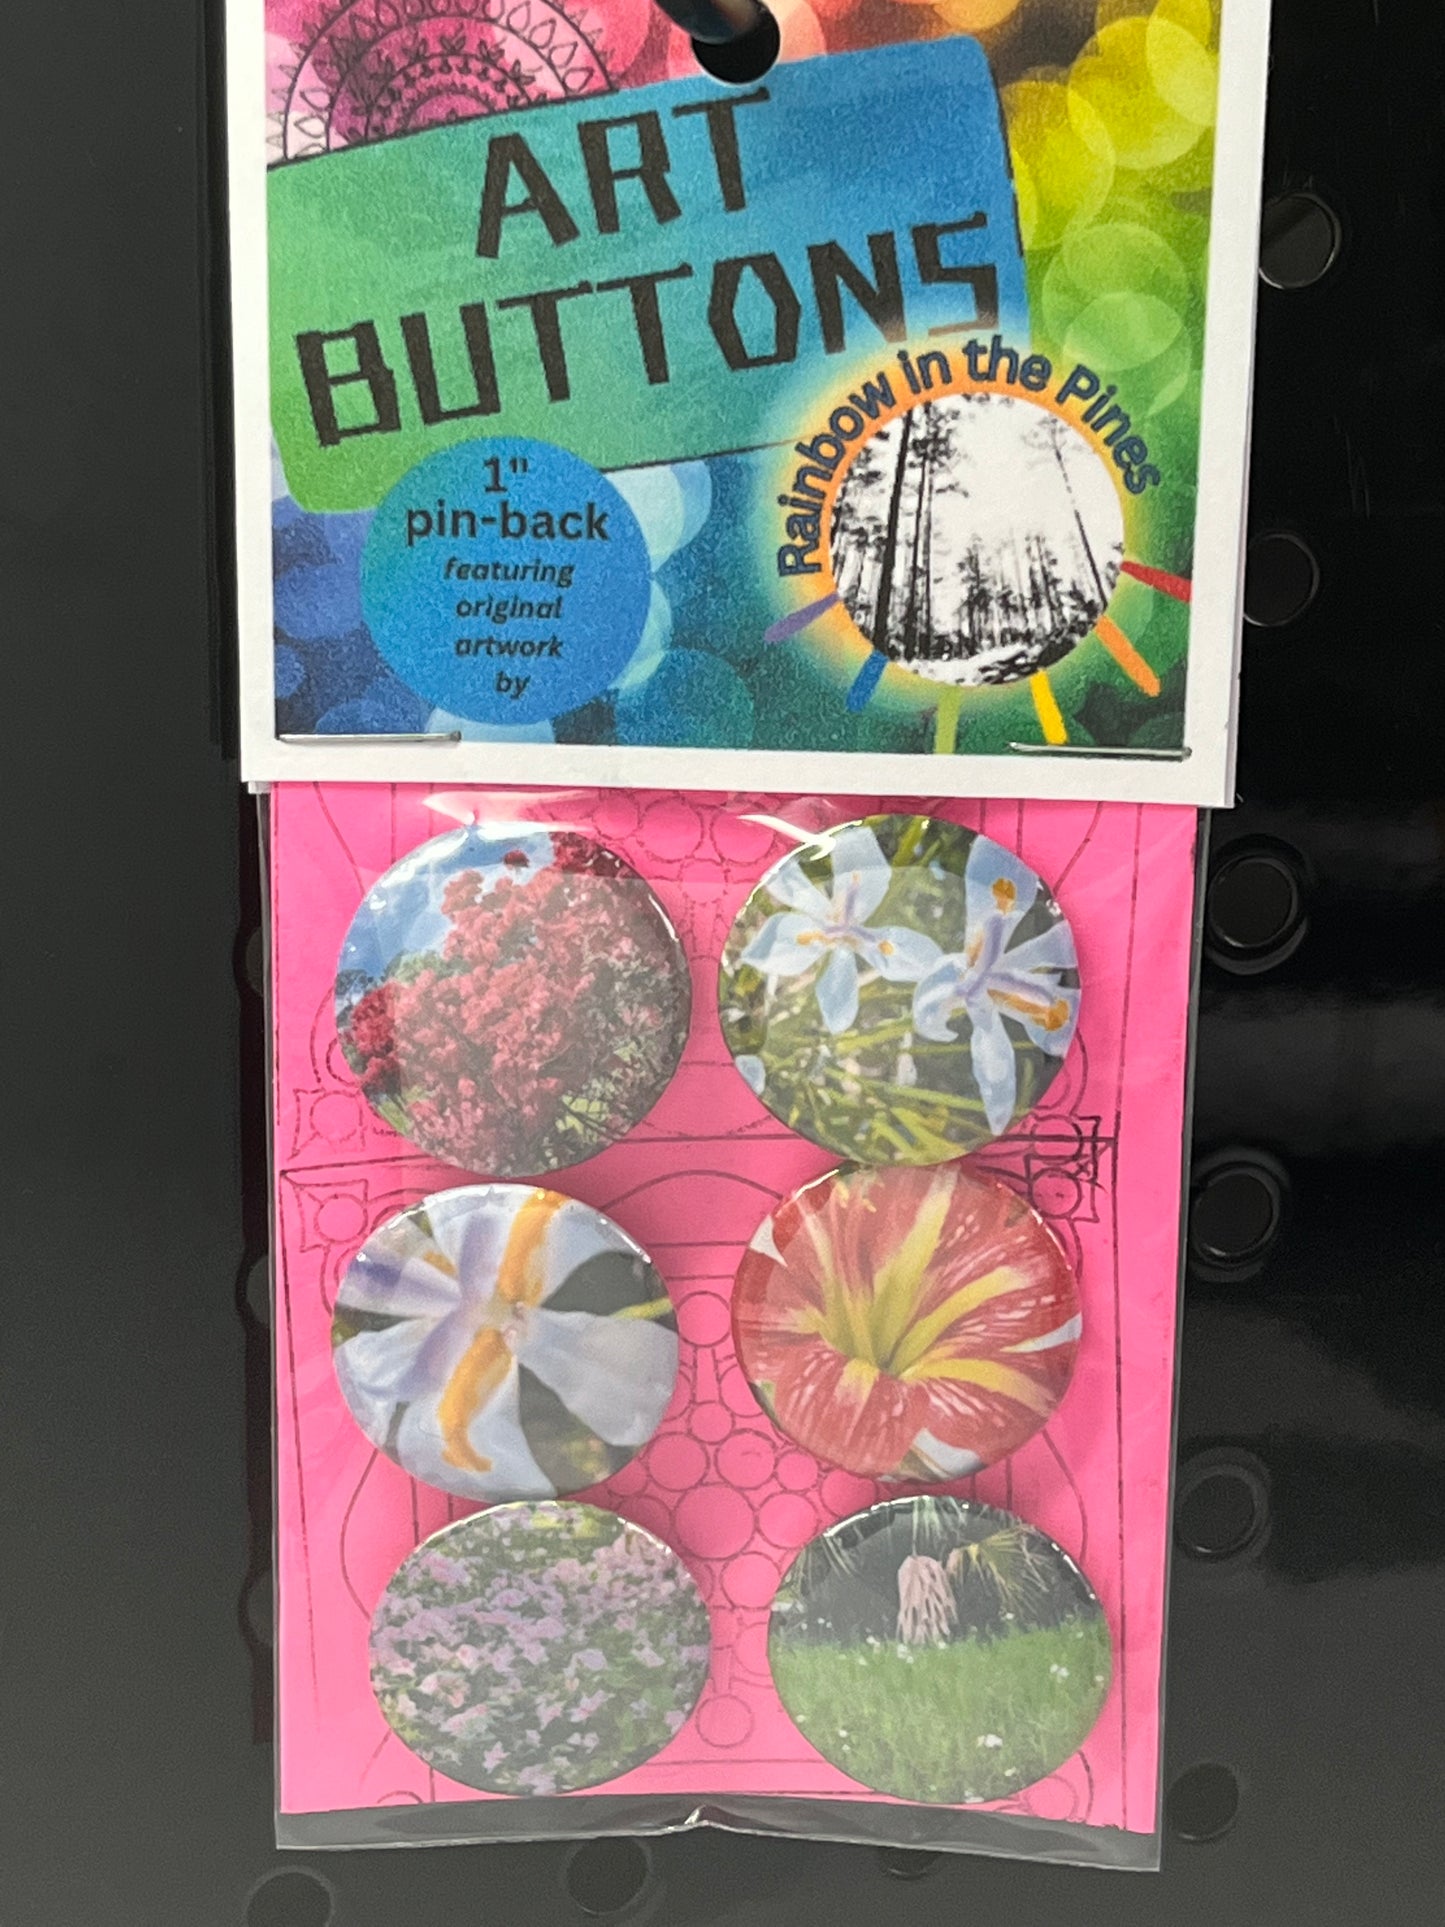 ART
BUTTONS
Rainbow in the Pines
1"
pin-back
featuring
original
artwork
by